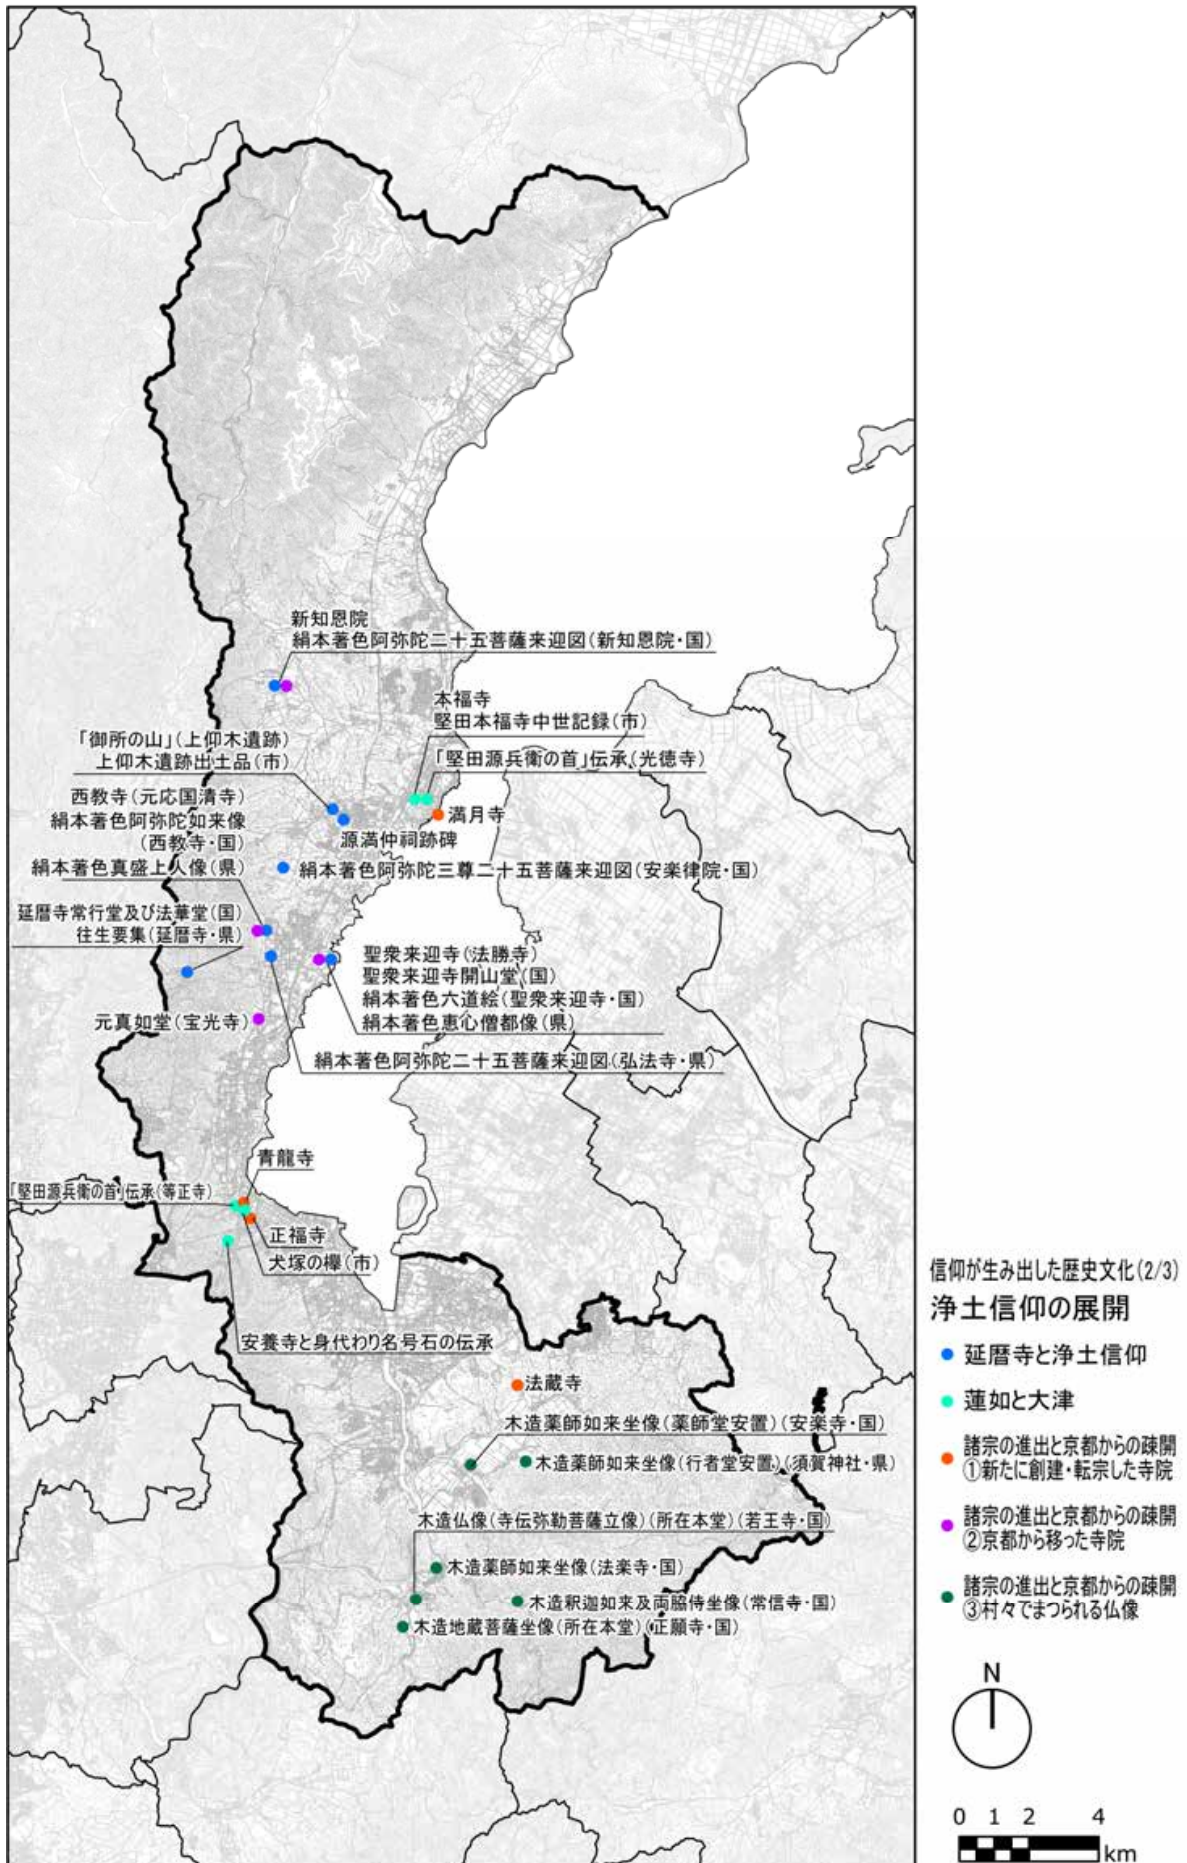 新知恩院
絹本著色阿弥陀二十五菩薩来迎図(新知恩院・国)
本福寺
堅田本福寺中世記録(市)
「御所の山」(上仰木遺跡)
上仰木遺跡出土品(市)
「堅田源兵衛の首」伝承(光徳寺)
西教寺(元応国清寺)
絹本著色阿弥陀如来像
(西教寺・国)
絹本著色真盛上人像(県)
満月寺
源満仲祠跡碑
絹本著色阿弥陀三尊二十五菩薩来迎図(安楽律院・国)
延暦寺常行堂及び法華堂(国)
往生要集(延暦寺・県)
聖衆来迎寺(法勝寺)
聖衆来迎寺開山堂(国)
絹本著色六道絵(聖衆来迎寺・国)
絹本著色恵心僧都像(県)
元真如堂(宝光寺)
絹本著色阿弥陀二十五菩薩来迎図(弘法寺・県)
青龍寺
「堅田源兵衛の首」伝承(等正寺)
正福寺
犬塚の欅(市)
安養寺と身代わり名号石の伝承
法蔵寺
木造薬師如来坐像(薬師堂安置)(安楽寺・国)
木造薬師如来坐像(行者堂安置)(須賀神社・県)
木造仏像(寺伝弥勒菩薩立像)(所在本堂)(若王寺・国)
木造薬師如来坐像(法楽寺・国)
木造釈迦如来及両脇侍坐像(常信寺・国)
木造地蔵菩薩坐像(所在本堂)(正願寺・国)
信仰が生み出した歴史文化(2/3)
浄土信仰の展開
延暦寺と浄土信仰
蓮如と大津
諸宗の進出と京都からの疎開
①新たに創建・転宗した寺院
諸宗の進出と京都からの疎開
②京都から移った寺院
諸宗の進出と京都からの疎開
③村々でまつられる仏像
N
0 1 2 4
km